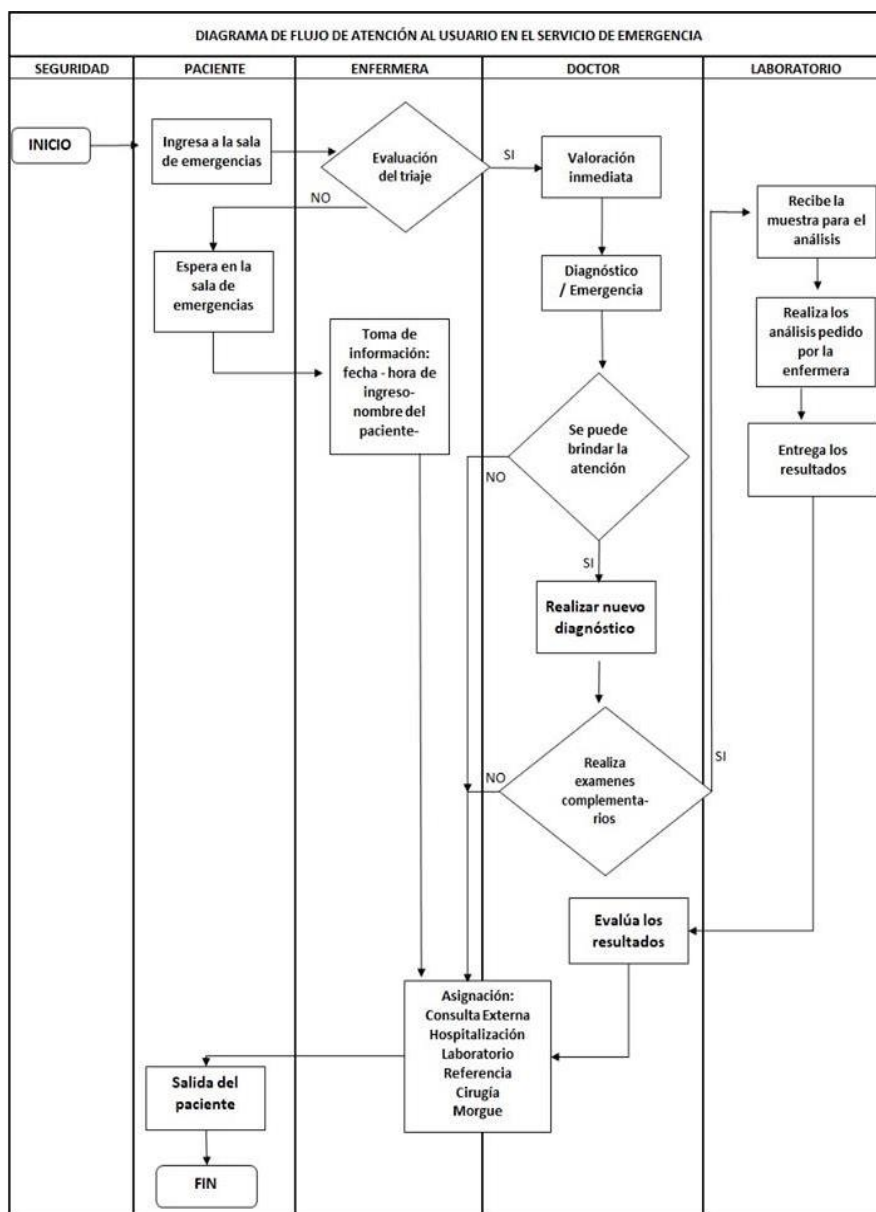 DIAGRAMA DE FLUJO DE ATENCIÓN AL USUARIO EN EL SERVICIO DE EMERGENCIA
SEGURIDAD
PACIENTE
ENFERMERA
DOCTOR
LABORATORIO
INICIO
Ingresa a la sala
de emergencias
Evaluación
del triaje
SI
NO
Valoración
inmediata
Recibe la
muestra para el
análisis
Espera en la
sala de
emergencias
Diagnóstico
/ Emergencia
Toma de
información:
fecha - hora de
ingreso-
nombre del
paciente-
Realiza los
análisis pedido
por la
enfermera
Se puede
brindar la
atención
NO
SI
Entrega los
resultados
Realizar nuevo
diagnóstico
Realiza
examenes
complementa-
rios
NO
SI
Evalúa los
resultados
Asignación:
Consulta Externa
Hospitalización
Laboratorio
Referencia
Cirugía
Morgue
Salida del
paciente
FIN